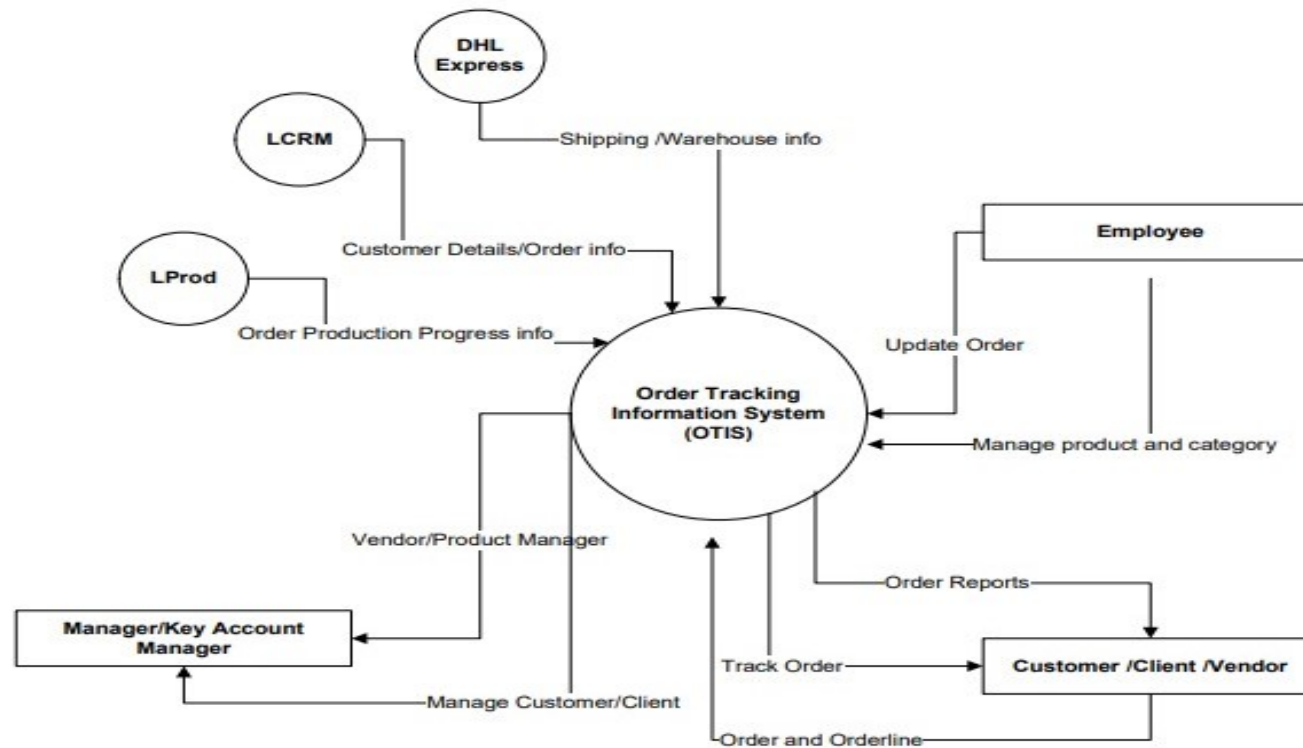 DHL
Express
LCRM
Shipping /Warehouse info
Employee
Customer Details/Order info
LProd
Order Production Progress info
Update Order
Order Tracking
Information System
(OTIS)
Manage product and category
Vendor/Product Manager
Order Reports
Manager/Key Account
Manager
Track Order
Customer /Client /Vendor
Manage Customer/Client
Order and Orderline